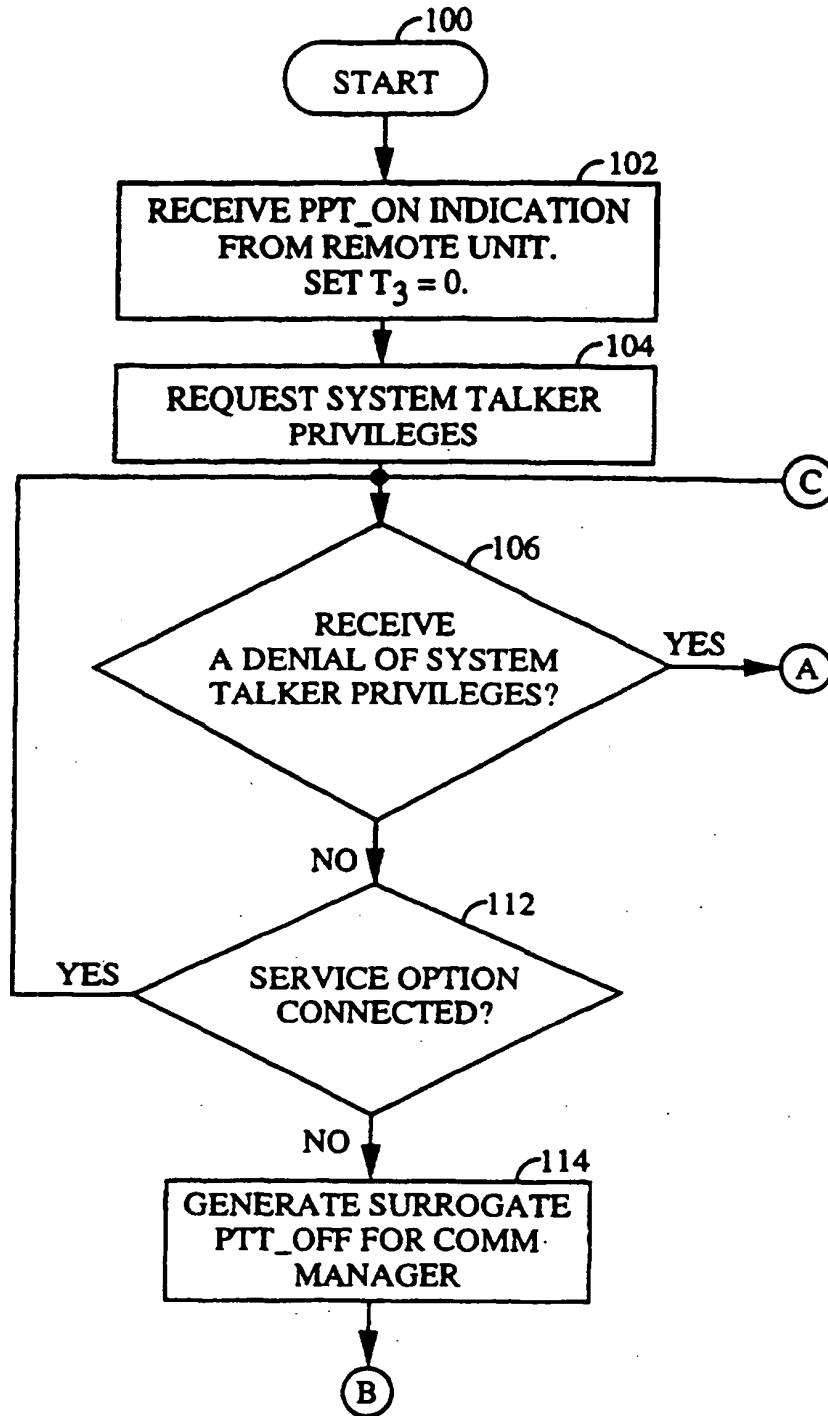 100
START
102
RECEIVE PPT_ON INDICATION
FROM REMOTE UNIT.
SET T3 = 0.
104
REQUEST SYSTEM TALKER
PRIVILEGES
C
106
RECEIVE
A DENIAL OF SYSTEM
TALKER PRIVILEGES?
YES
A
NO
112
YES
SERVICE OPTION
CONNECTED?
NO
114
GENERATE SURROGATE
PTT_OFF FOR COMM
MANAGER
B